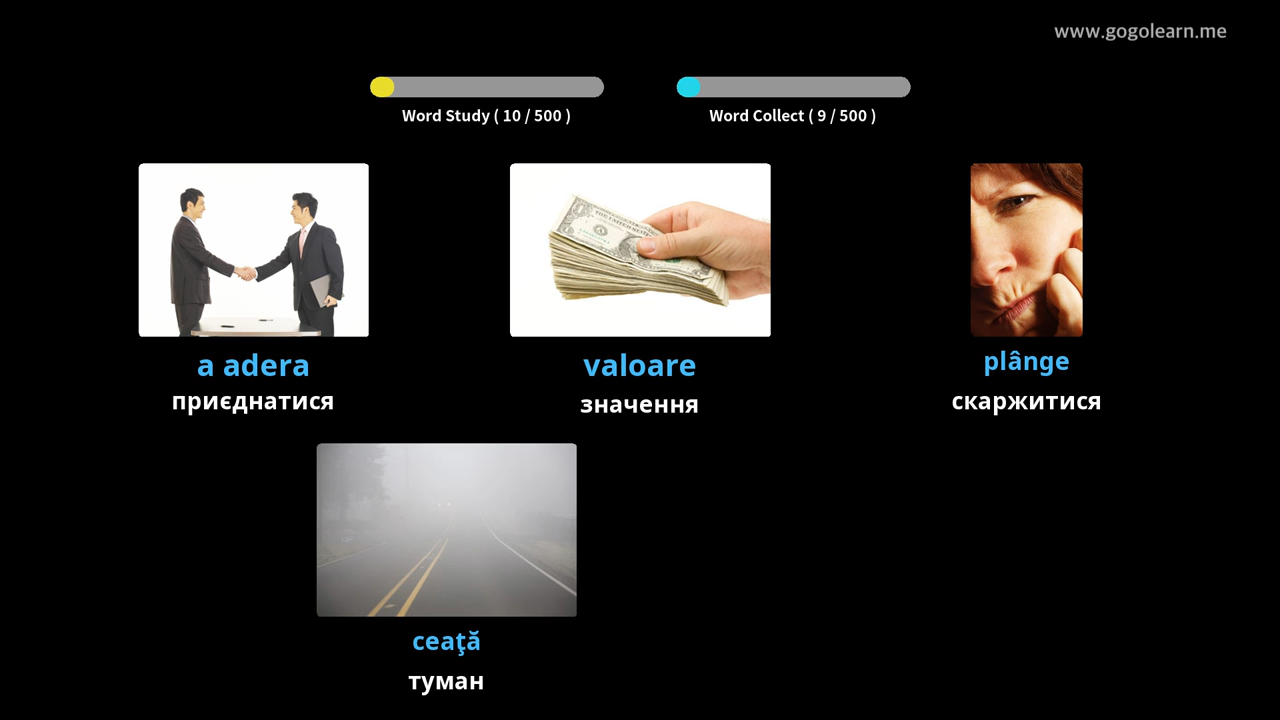 www.gogolearn.me
Word Study ( 10 / 500 )
Word Collect ( 9 / 500 )
a adera
приєднатися
valoare
значення
plânge
скаржитися
ceaţă
туман